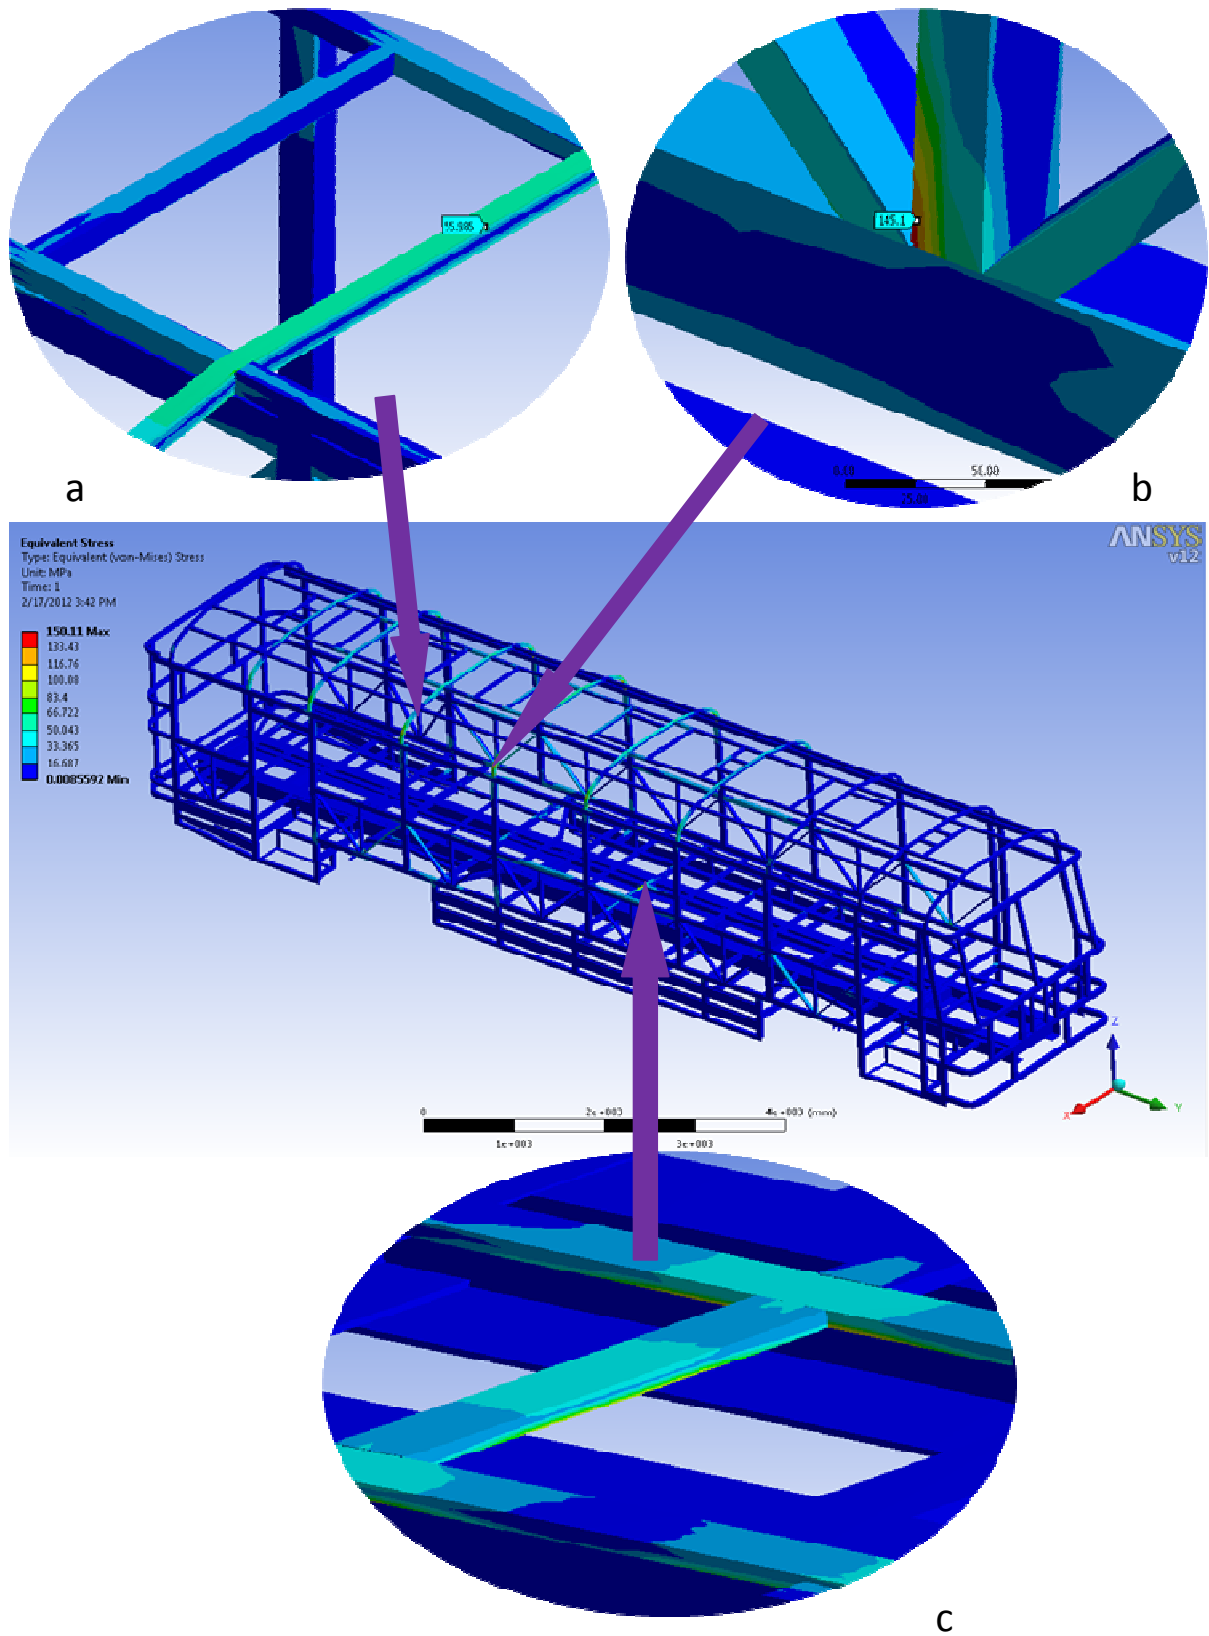 145.1
0.00
50.00
25.00
a
b
Equivalent Stress
Type: Equivalent (von-Mises) Stress
Unit: MPa
Time: 1
2/17/2012 3:42 PM
ANSYS
v12
150.11 Max
133.43
116.76
100.08
83.4
66.722
50.043
33.365
16.687
0.0085592 Min
Z
X
Y
0
2e+003
4e+003 (mm)
1e+003
3e+003
c